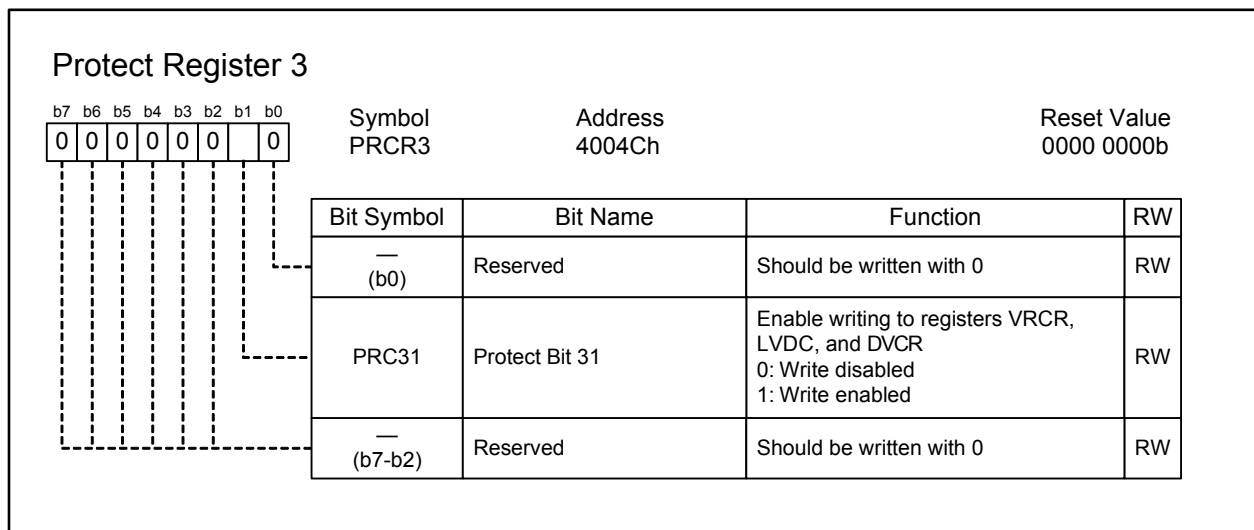 Protect Register 3
b7 b6 b5 b4 b3 b2 b1 b0
0 0 0 0 0 0 0
Symbol Address Reset Value
PRCR3 4004Ch 0000 0000b
Bit Symbol Bit Name Function RW
—
(b0) Reserved Should be written with 0 RW
PRC31 Protect Bit 31 Enable writing to registers VRCR,
LVDC, and DVCR
0: Write disabled
1: Write enabled
RW
—
(b7-b2) Reserved Should be written with 0 RW